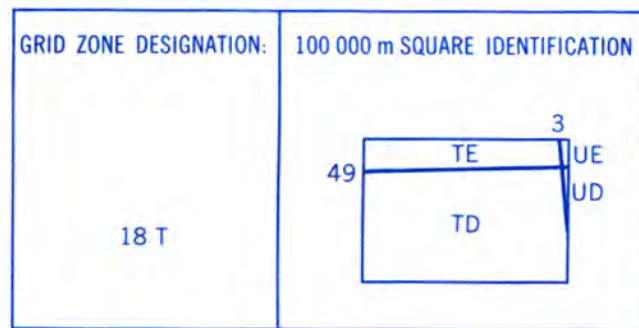 GRID ZONE DESIGNATION:
18 T
100 000 m SQUARE IDENTIFICATION
3
TE
UE
49
UD
TD